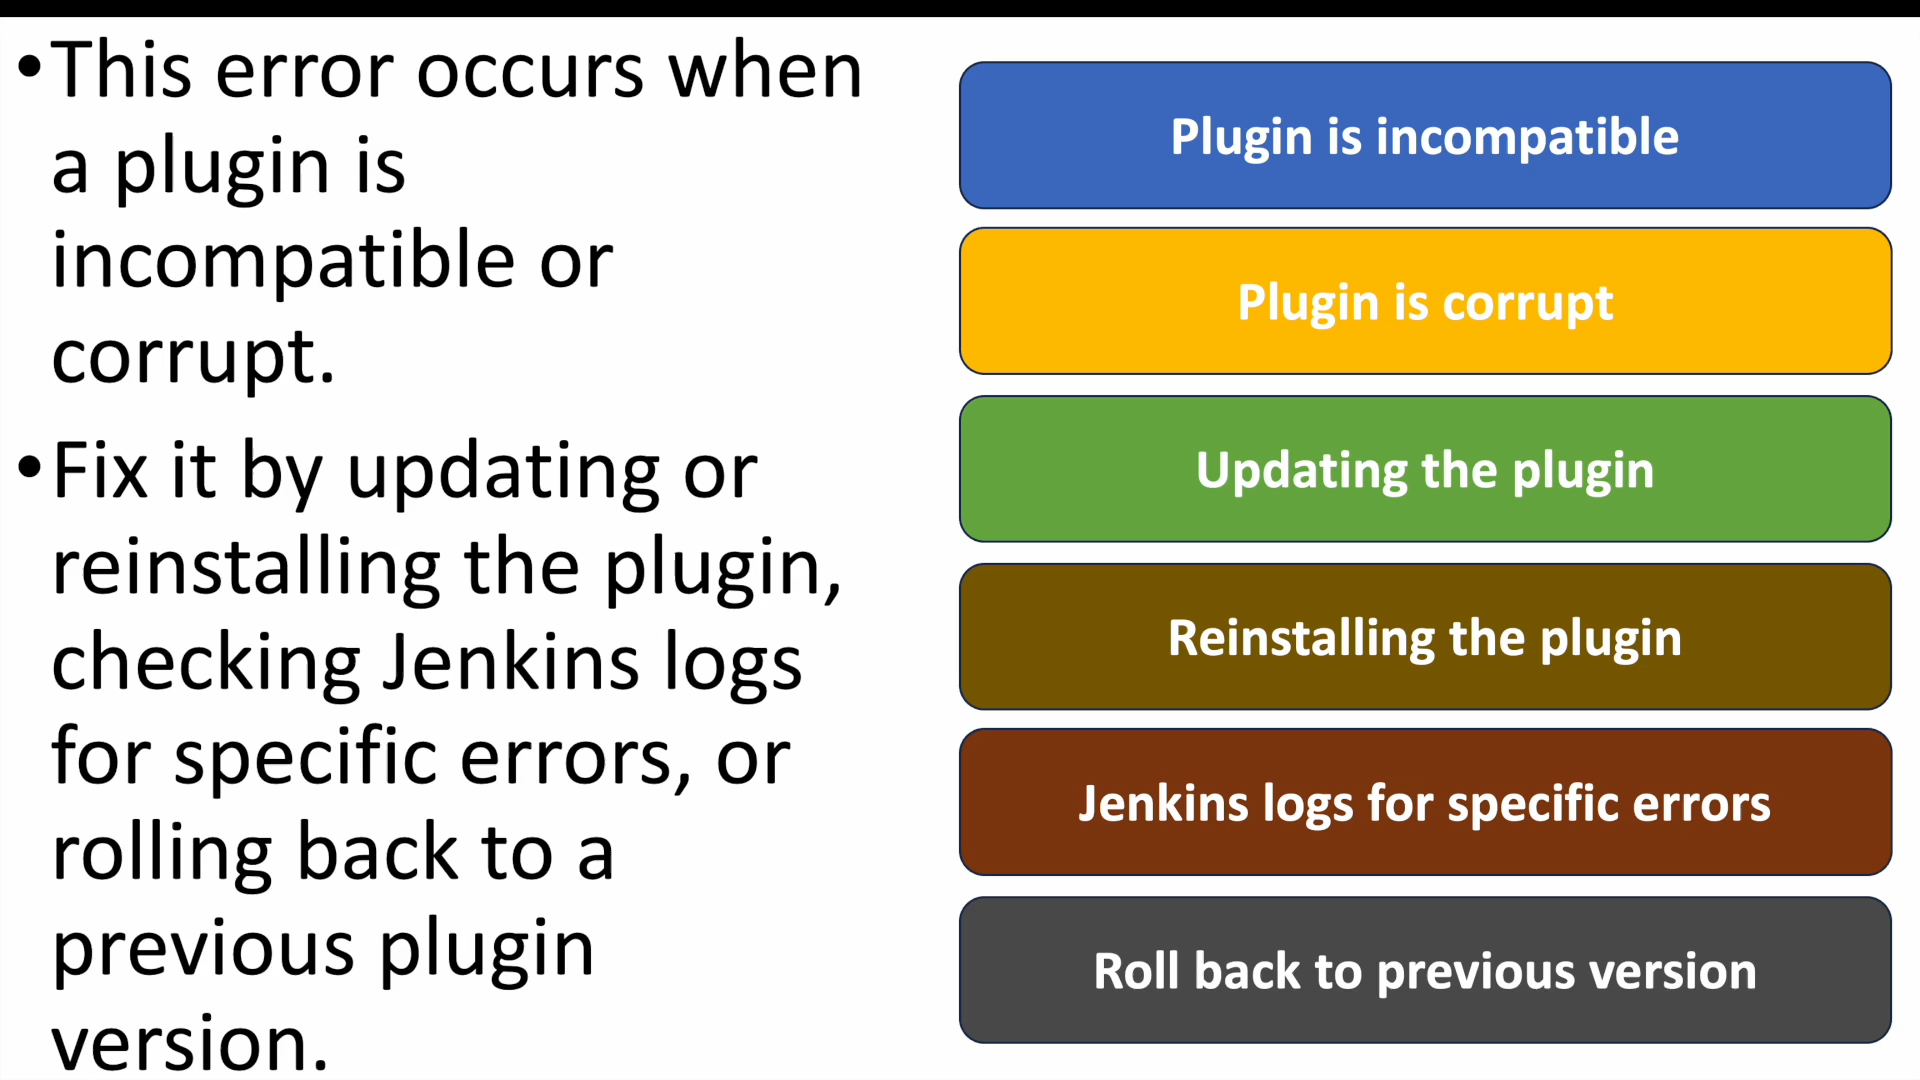 •This error occurs when
a plugin is
incompatible or
corrupt.
•Fix it by updating or
reinstalling the plugin,
checking Jenkins logs
for specific errors, or
rolling back to a
previous plugin
version.
Plugin is incompatible
Plugin is corrupt
Updating the plugin
Reinstalling the plugin
Jenkins logs for specific errors
Roll back to previous version